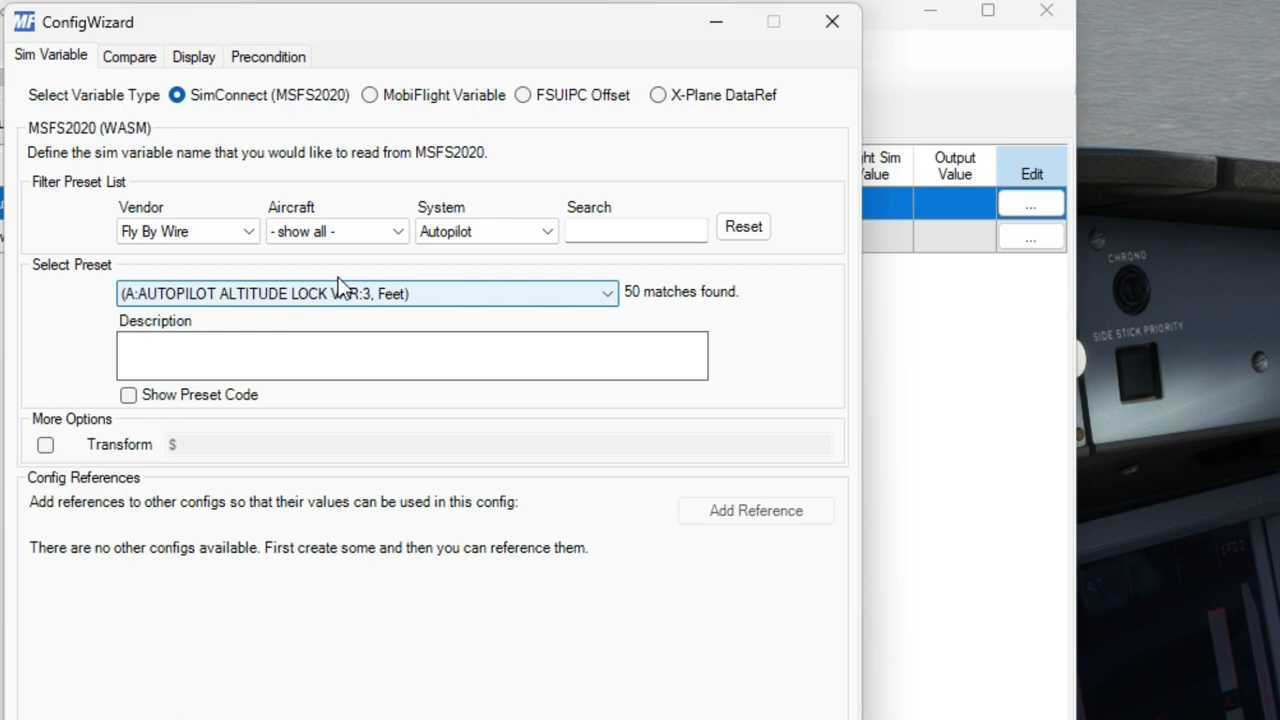 MF ConfigWizard
Sim Variable Compare Display Precondition
Select Variable Type SimConnect (MSFS2020) MobiFlight Variable FSUIPC Offset X-Plane DataRef
MSFS2020 (WASM)
Define the sim variable name that you would like to read from MSFS2020.
Filter Preset List
Vendor Aircraft System Search
Fly By Wire - show all - Autopilot Reset
Select Preset
(A:AUTOPILOT ALTITUDE LOCK VAR:3, Feet) 50 matches found.
Description
Show Preset Code
More Options
Transform $
Config References
Add references to other configs so that their values can be used in this config:
Add Reference
There are no other configs available. First create some and then you can reference them.
Sim
Output
Value
Edit
...
...
CHRONO
SIDE STICK PRIORITY